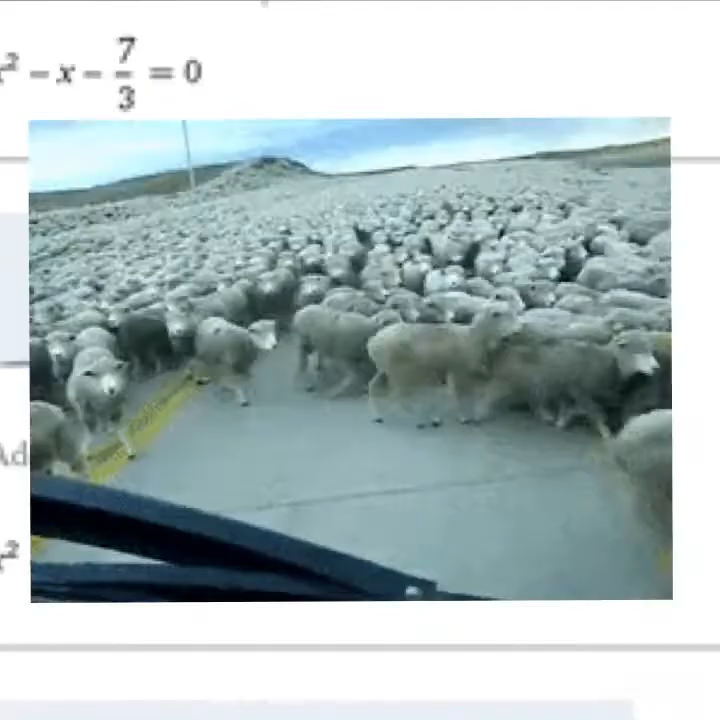 x² − x − 7/3 = 0
Ad
x²